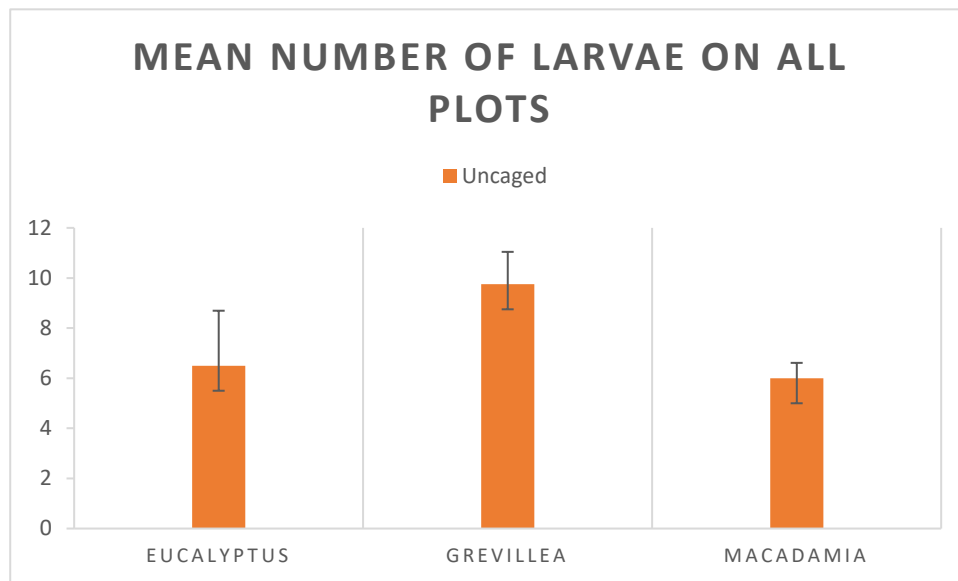 MEAN NUMBER OF LARVAE ON ALL
PLOTS
Uncaged
12
10
8
6
4
2
0
EUCALYPTUS GREVILLEA MACADAMIA